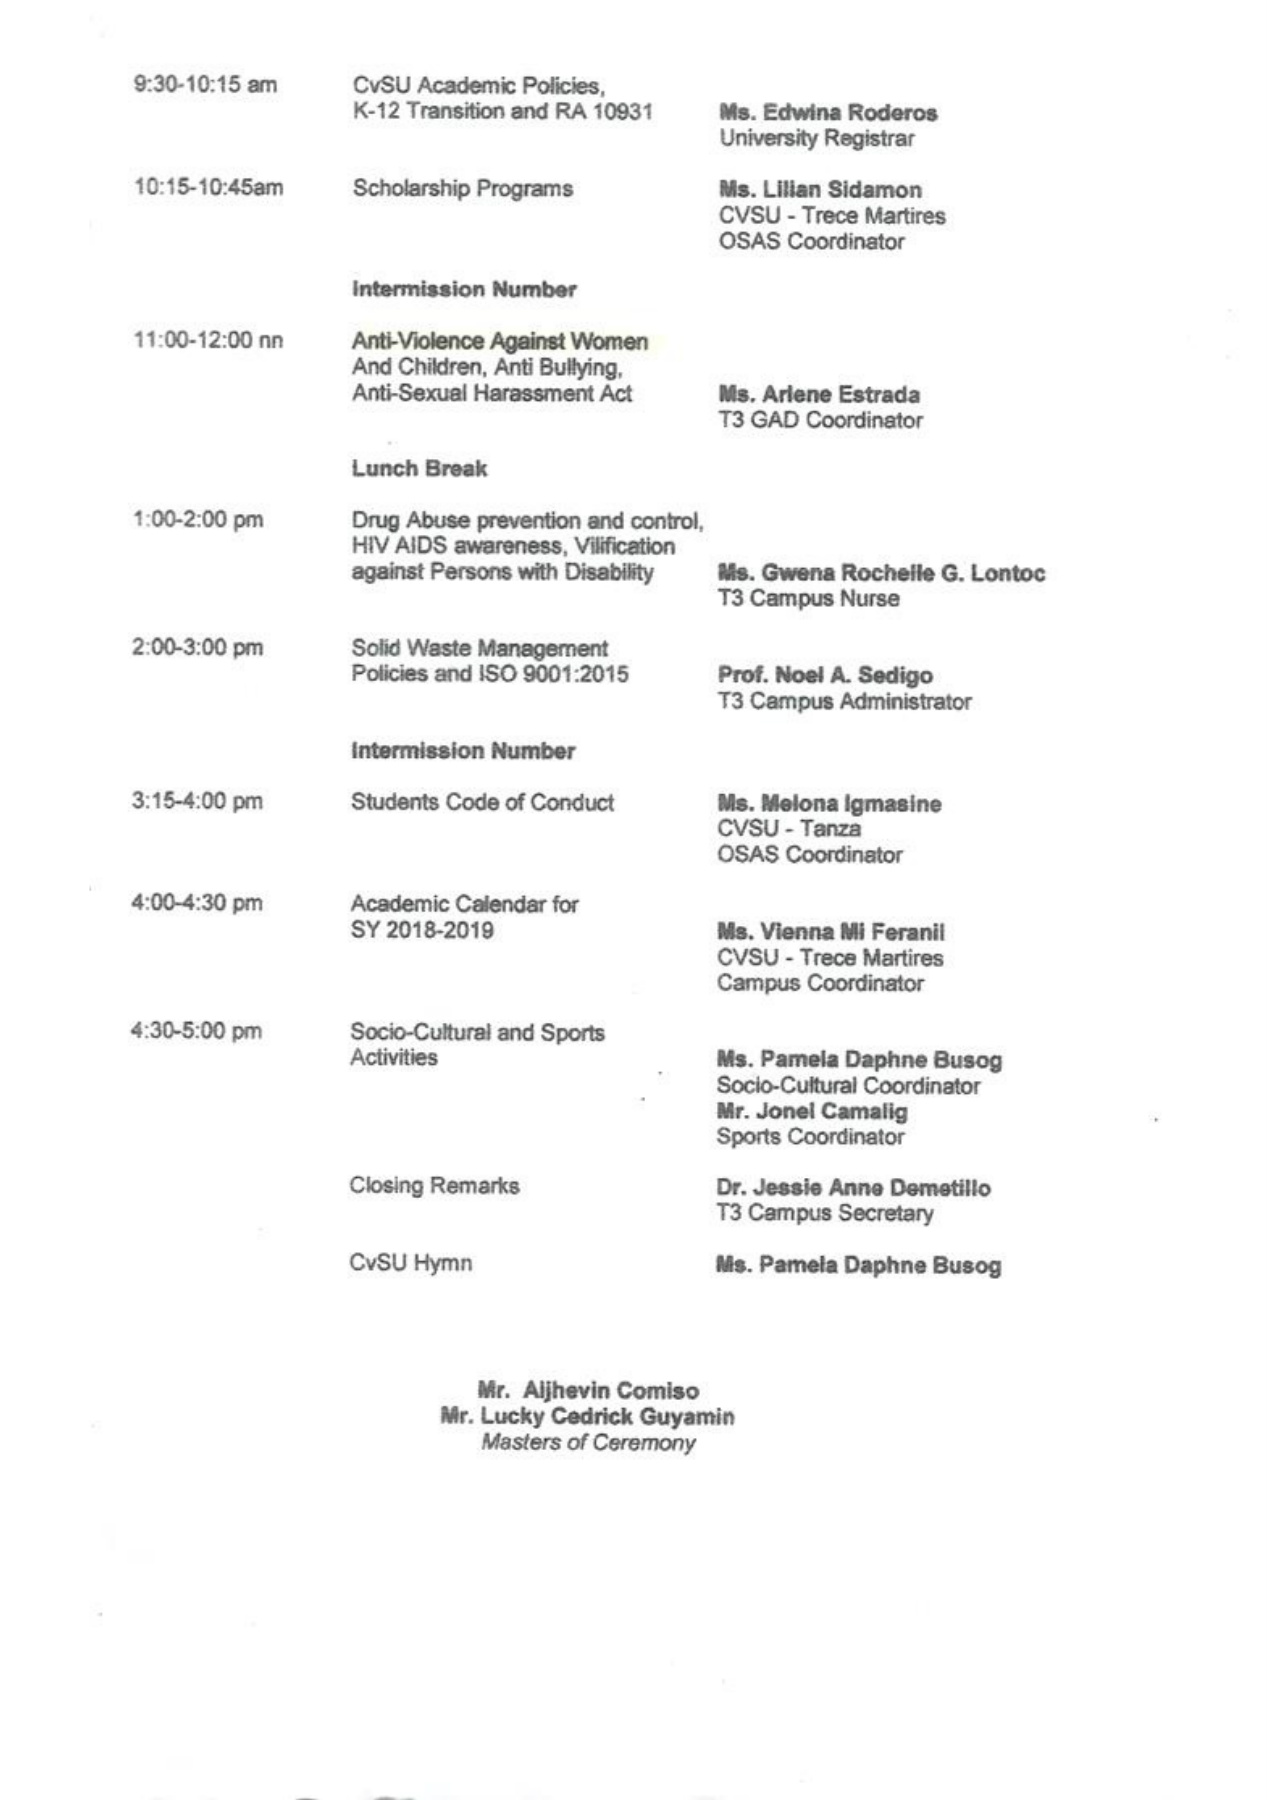 9:30-10:15 am CvSU Academic Policies,
K-12 Transition and RA 10931 Ms. Edwina Roderos
University Registrar
10:15-10:45am Scholarship Programs Ms. Lilian Sidamon
CVSU - Trece Martires
OSAS Coordinator
Intermission Number
11:00-12:00 nn Anti-Violence Against Women
And Children, Anti Bullying,
Anti-Sexual Harassment Act Ms. Arlene Estrada
T3 GAD Coordinator
Lunch Break
1:00-2:00 pm Drug Abuse prevention and control,
HIV AIDS awareness, Vilification
against Persons with Disability Ms. Gwena Rochelle G. Lontoc
T3 Campus Nurse
2:00-3:00 pm Solid Waste Management
Policies and ISO 9001:2015 Prof. Noel A. Sedigo
T3 Campus Administrator
Intermission Number
3:15-4:00 pm Students Code of Conduct Ms. Melona Igmasine
CVSU - Tanza
OSAS Coordinator
4:00-4:30 pm Academic Calendar for
SY 2018-2019 Ms. Vienna Mi Feranil
CVSU - Trece Martires
Campus Coordinator
4:30-5:00 pm Socio-Cultural and Sports
Activities Ms. Pamela Daphne Busog
Socio-Cultural Coordinator
Mr. Jonel Camalig
Sports Coordinator
Closing Remarks Dr. Jessie Anne Demetillo
T3 Campus Secretary
CvSU Hymn Ms. Pamela Daphne Busog
Mr. Aljhevin Comiso
Mr. Lucky Cedrick Guyamin
Masters of Ceremony